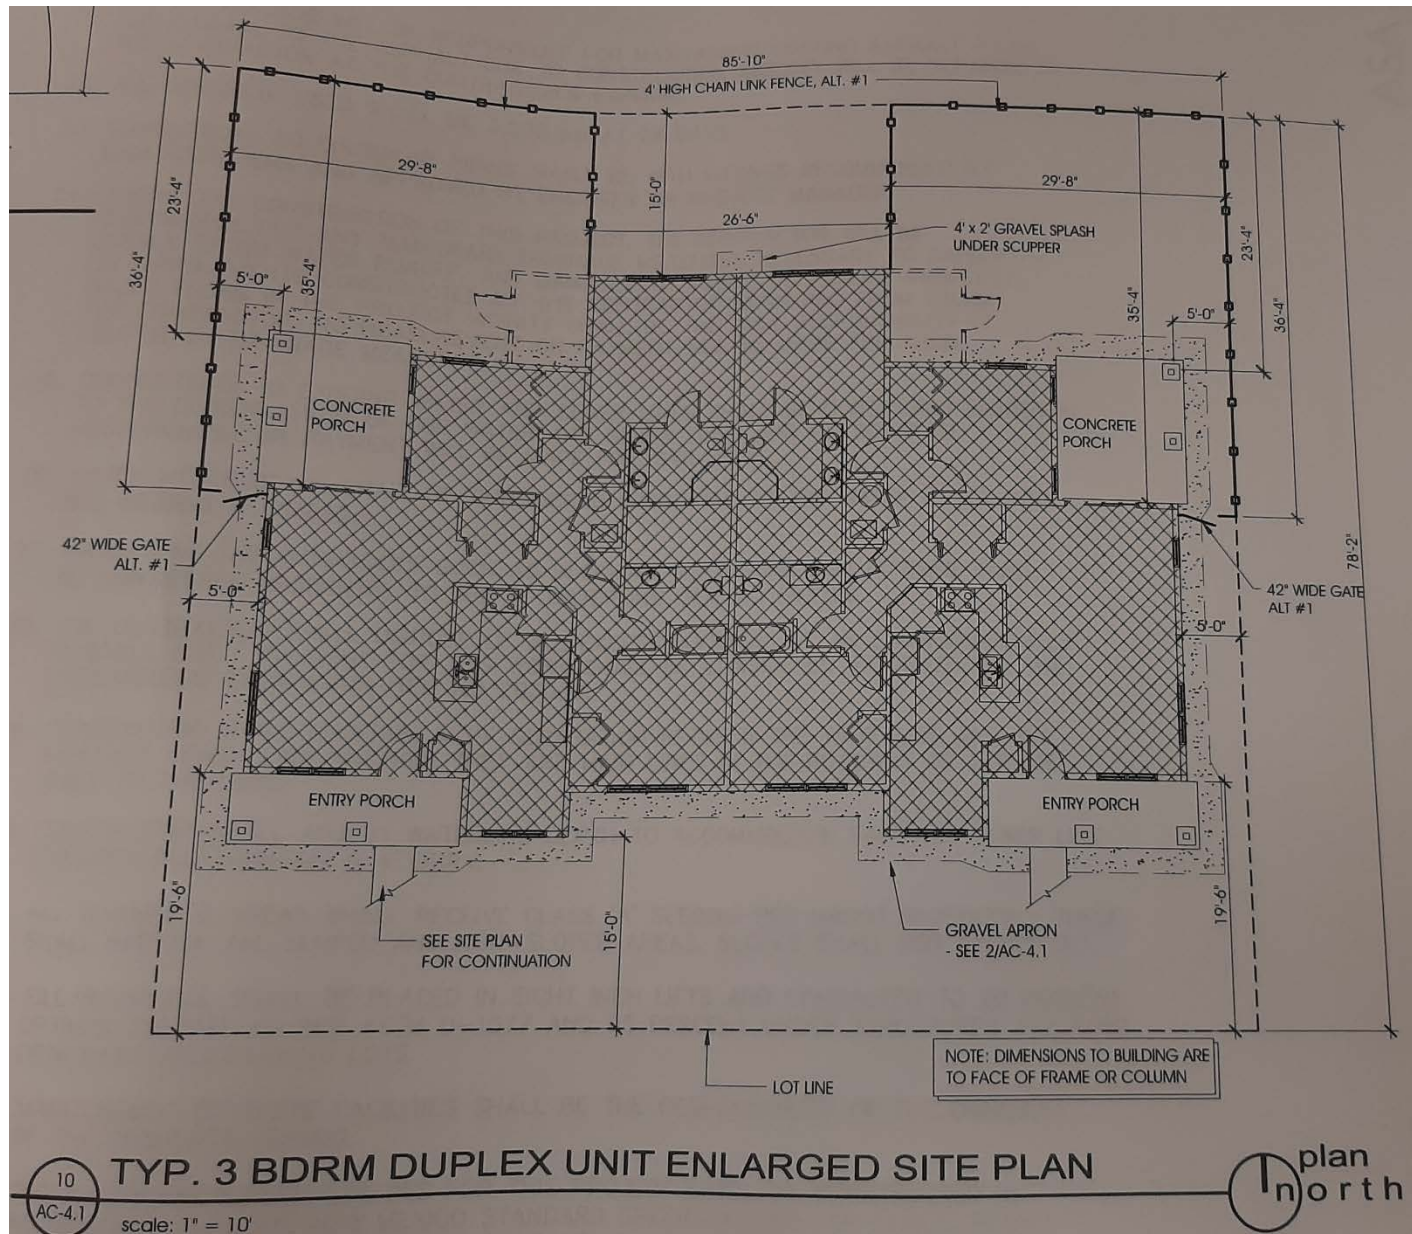 85'-10"
4' HIGH CHAIN LINK FENCE, ALT. #1
29'-8"
29'-8"
23'-4"
36'-4"
35'-4"
5'-0"
15'-0"
26'-6"
4' x 2' GRAVEL SPLASH
UNDER SCUPPER
23'-4"
36'-4"
35'-4"
5'-0"
CONCRETE
PORCH
CONCRETE
PORCH
42" WIDE GATE
ALT. #1
5'-0"
78'-2"
42" WIDE GATE
ALT #1
5'-0"
ENTRY PORCH
ENTRY PORCH
19'-6"
SEE SITE PLAN
FOR CONTINUATION
15'-0"
GRAVEL APRON
- SEE 2/AC-4.1
19'-6"
LOT LINE
NOTE: DIMENSIONS TO BUILDING ARE
TO FACE OF FRAME OR COLUMN
10
AC-4.1
TYP. 3 BDRM DUPLEX UNIT ENLARGED SITE PLAN
scale: 1" = 10'
plan
north